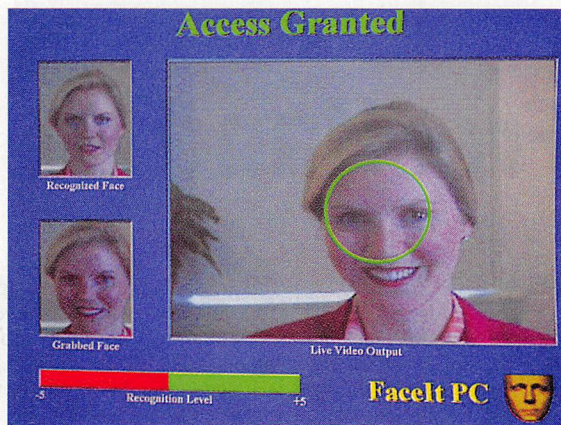 Access Granted
Recognized Face
Grabbed Face
Live Video Output
-5
Recognition Level
+5
FaceIt PC